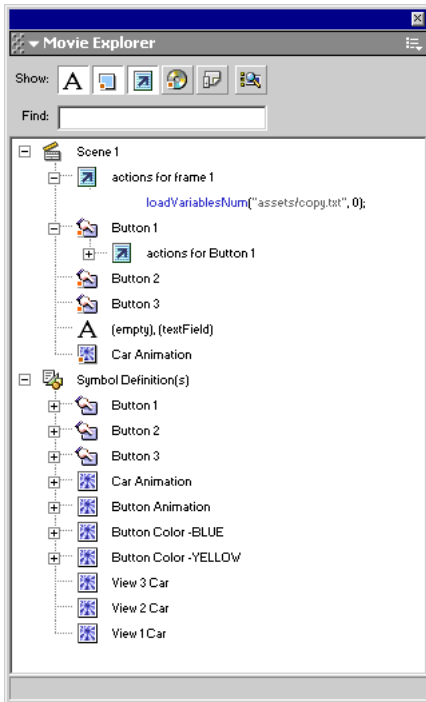 Movie Explorer
Show: A
Find:
Scene 1
actions for frame 1
loadVariablesNum("assets/copy.txt", 0);
Button 1
actions for Button 1
Button 2
Button 3
A (empty), (textField)
Car Animation
Symbol Definition(s)
Button 1
Button 2
Button 3
Car Animation
Button Animation
Button Color -BLUE
Button Color -YELLOW
View 3 Car
View 2 Car
View 1 Car